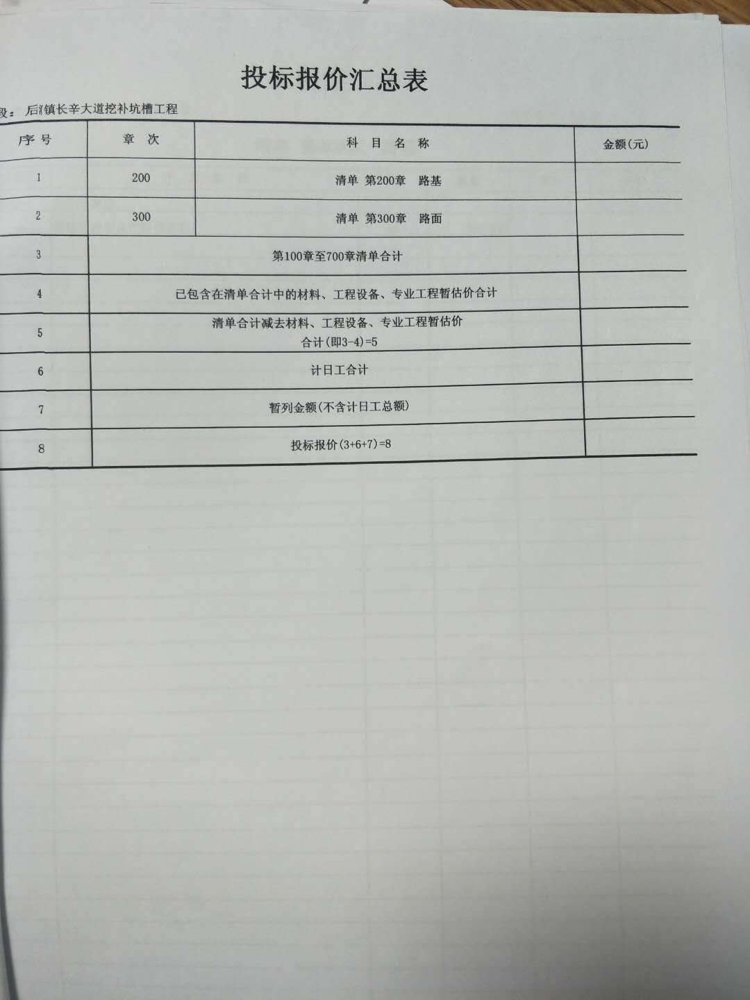 投标报价汇总表
段：镇长辛大道挖补坑槽工程
序 号 章 次 科 目 名 称 金额(元)
1 200 清单 第200章 路基
2 300 清单 第300章 路面
3 第100章至700章清单合计
4 已包含在清单合计中的材料、工程设备、专业工程暂估价合计
5 清单合计减去材料、工程设备、专业工程暂估价
合计(即3-4)=5
6 计日工合计
7 暂列金额(不含计日工总额)
8 投标报价(3+6+7)=8